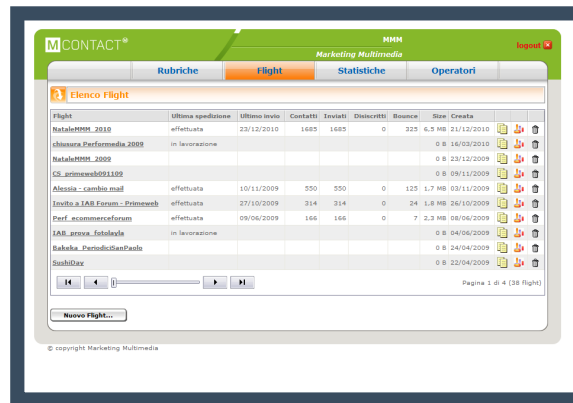 MCONTACT®
MMM
Marketing Multimedia
logout
Rubriche Flight Statistiche Operatori
Elenco Flight
Flight Ultima spedizione Ultimo invio Contatti Inviati Disiscritti Bounce Size Creata
NataleMMM 2010 effettuata 23/12/2010 1685 1685 0 325 6,5 MB 21/12/2010
chiusura Performedia 2009 in lavorazione 0 B 16/03/2010
NataleMMM 2009 0 B 23/12/2009
CS_primeweb091109 0 B 09/11/2009
Alessia - cambio mail effettuata 10/11/2009 550 550 0 125 1,7 MB 03/11/2009
Invito a IAB Forum - Primeweb effettuata 27/10/2009 314 314 0 24 1,8 MB 26/10/2009
Perf_ecommerceforum effettuata 09/06/2009 166 166 0 7 2,3 MB 08/06/2009
IAB_prova_fotolayla in lavorazione 0 B 04/06/2009
Bakeka_PeriodiciSanPaolo 0 B 24/04/2009
SushiDay 0 B 22/04/2009
Pagina 1 di 4 (38 flight)
Nuovo Flight...
© copyright Marketing Multimedia